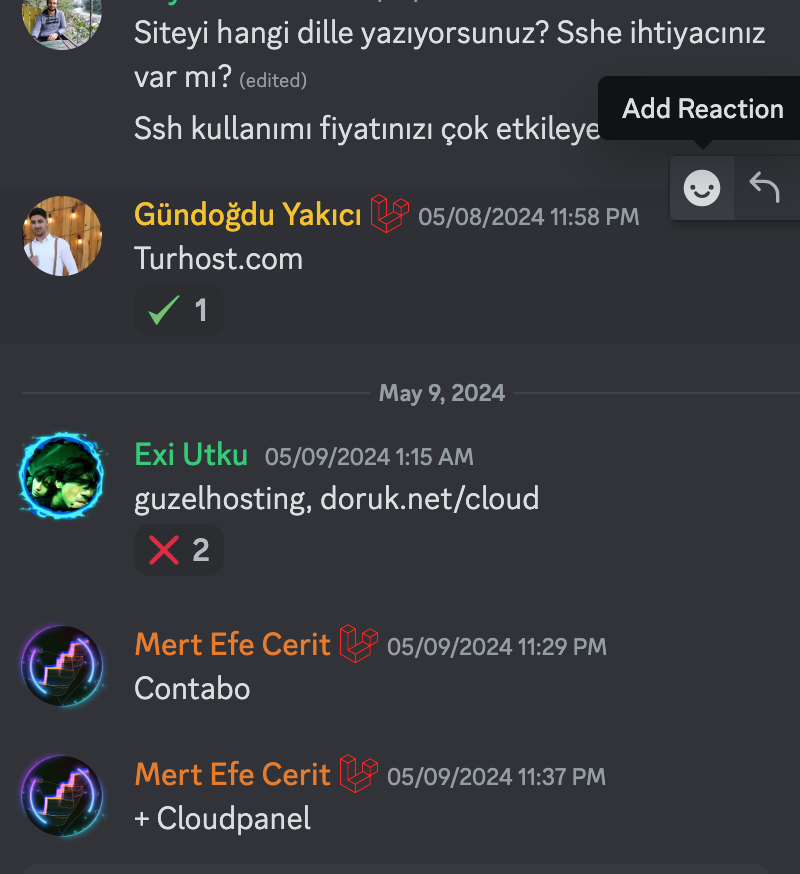 Siteyi hangi dille yazıyorsunuz? Sshe ihtiyacınız
var mı? (edited)
Ssh kullanımı fiyatınızı çok etkileye
Add Reaction
Gündoğdu Yakıcı 05/08/2024 11:58 PM
Turhost.com
1
May 9, 2024
Exi Utku 05/09/2024 1:15 AM
guzelhosting, doruk.net/cloud
2
Mert Efe Cerit 05/09/2024 11:29 PM
Contabo
Mert Efe Cerit 05/09/2024 11:37 PM
+ Cloudpanel